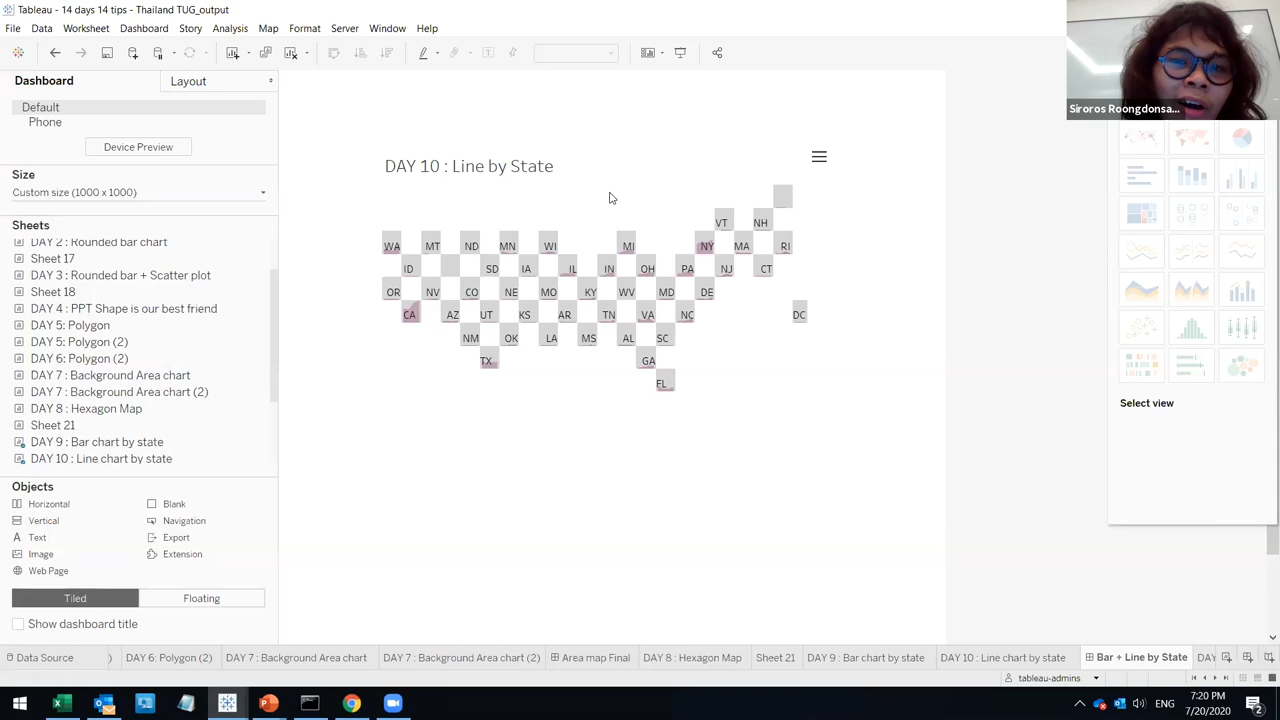 Tableau - 14 days 14 tips - Thailand TUG_output
File Data Worksheet Dashboard Story Analysis Map Format Server Window Help
Dashboard Layout
Default
Phone
Device Preview
Size
Custom size (1000 x 1000)
Sheets
DAY 2 : Rounded bar chart
Sheet 17
DAY 3 : Rounded bar + Scatter plot
Sheet 18
DAY 4 : PPT Shape is our best friend
DAY 5: Polygon
DAY 5: Polygon (2)
DAY 6: Polygon (2)
DAY 7 : Background Area chart
DAY 7 : Background Area chart (2)
DAY 8 : Hexagon Map
Sheet 21
DAY 9 : Bar chart by state
DAY 10 : Line chart by state
Objects
Horizontal Blank
Vertical Navigation
Text Export
Image Extension
Web Page
Tiled Floating
Show dashboard title
DAY 10 : Line by State
VT NH
WA MT ND MN WI MI NY MA RI
ID SD IA IL IN OH PA NJ CT
OR NV CO NE MO KY WV MD DE
CA AZ UT KS AR TN VA NC DC
NM OK LA MS AL SC
TX GA
FL
Siroros Roongdonsa...
Select view
Data Source ) DAY 6: Polygon (2) DAY 7 : Background Area chart DAY 7 : Background Area chart (2) Area map Final DAY 8 : Hexagon Map Sheet 21 DAY 9 : Bar chart by state DAY 10 : Line chart by state Bar + Line by State DAY
tableau-admins
ENG
7:20 PM
7/20/2020
2